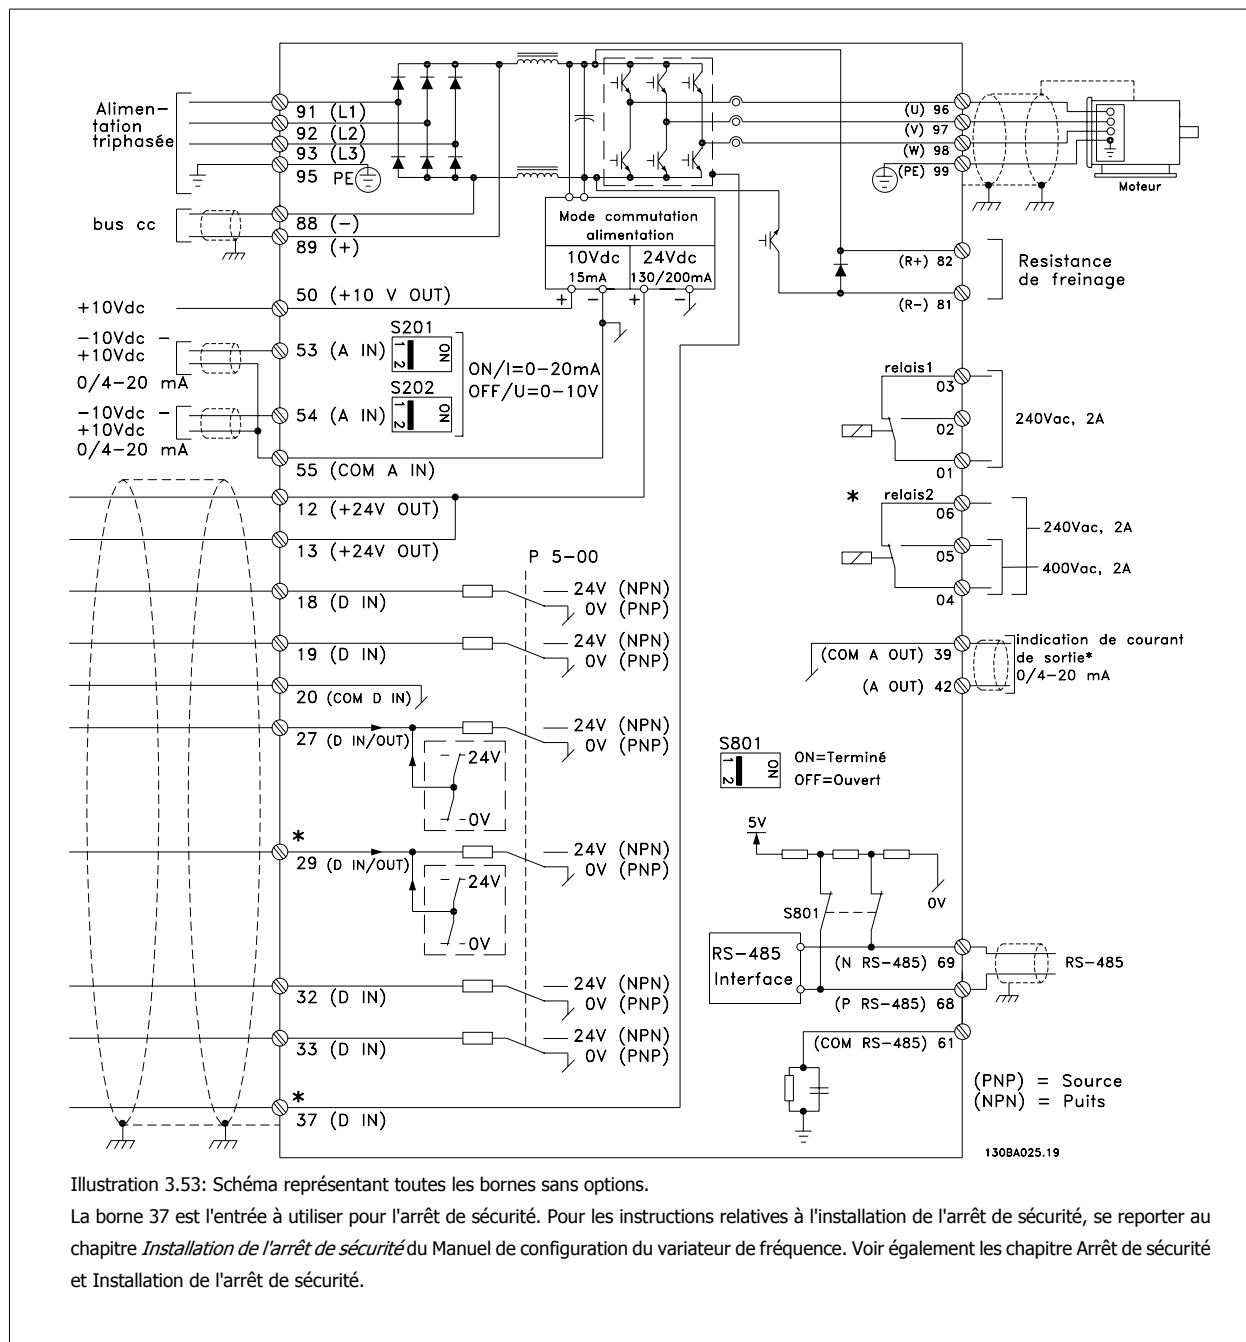 Alimen-
tation
triphasée
91 (L1)
92 (L2)
93 (L3)
95 PE
bus cc
88 (−)
89 (+)
+10Vdc
50 (+10 V OUT)
Mode commutation
alimentation
10Vdc
15mA
24Vdc
130/200mA
+ − + −
−10Vdc −
+10Vdc
0/4−20 mA
53 (A IN)
S201
1 2
ON
−10Vdc −
+10Vdc
0/4−20 mA
54 (A IN)
S202
1 2
ON
ON/I=0−20mA
OFF/U=0−10V
55 (COM A IN)
12 (+24V OUT)
13 (+24V OUT)
P 5-00
18 (D IN)
24V (NPN)
0V (PNP)
19 (D IN)
24V (NPN)
0V (PNP)
20 (COM D IN)
27 (D IN/OUT)
24V (NPN)
0V (PNP)
24V
0V
*
29 (D IN/OUT)
24V (NPN)
0V (PNP)
24V
0V
32 (D IN)
24V (NPN)
0V (PNP)
33 (D IN)
24V (NPN)
0V (PNP)
*
37 (D IN)
(U) 96
(V) 97
(W) 98
(PE) 99
Moteur
(R+) 82
(R−) 81
Resistance
de freinage
relais1
03
02
01
240Vac, 2A
* relais2
06
05
04
240Vac, 2A
400Vac, 2A
(COM A OUT) 39
(A OUT) 42
indication de courant
de sortie*
0/4−20 mA
S801
1 2
ON
ON=Terminé
OFF=Ouvert
5V
S801
0V
RS−485
Interface
(N RS−485) 69
(P RS−485) 68
(COM RS−485) 61
RS−485
(PNP) = Source
(NPN) = Puits
130BA025.19
Illustration 3.53: Schéma représentant toutes les bornes sans options.
La borne 37 est l'entrée à utiliser pour l'arrêt de sécurité. Pour les instructions relatives à l'installation de l'arrêt de sécurité, se reporter au
chapitre Installation de l'arrêt de sécurité du Manuel de configuration du variateur de fréquence. Voir également les chapitre Arrêt de sécurité
et Installation de l'arrêt de sécurité.